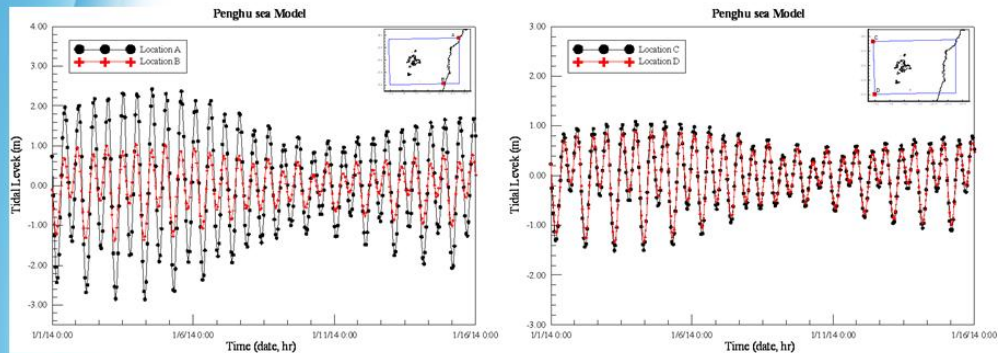 Penghu sea Model
4.00
3.00
2.00
1.00
0.00
-1.00
-2.00
-3.00
Tidal Levek (m)
Location A
Location B
1/1/14 0:00
1/6/14 0:00
1/11/14 0:00
1/16/14 0:00
Time (date, hr)
Penghu sea Model
3.00
2.00
1.00
0.00
-1.00
-2.00
-3.00
Tidal Levek (m)
Location C
Location D
1/1/14 0:00
1/6/14 0:00
1/11/14 0:00
1/16/14 0:00
Time (date, hr)